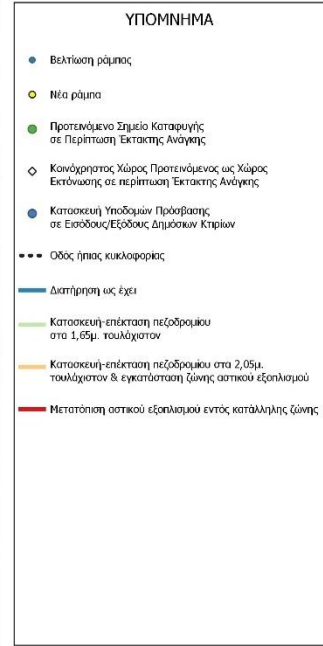 ΥΠΟΜΝΗΜΑ
Βελτίωση ράμπας
Νέα ράμπα
Προτεινόμενο Σημείο Καταφυγής
σε Περίπτωση Έκτακτης Ανάγκης
Κοινόχρηστος Χώρος Προτεινόμενος ως Χώρος
Εκτόνωσης σε περίπτωση Έκτακτης Ανάγκης
Κατασκευή Υποδομών Πρόσβασης
σε Εισόδους/Εξόδους Δημόσιων Κτιρίων
Οδός ήπιας κυκλοφορίας
Διατήρηση ως έχει
Κατασκευή-επέκταση πεζοδρομίου
στα 1,65μ. τουλάχιστον
Κατασκευή-επέκταση πεζοδρομίου στα 2,05μ.
τουλάχιστον & εγκατάσταση ζώνης αστικού εξοπλισμού
Μετατόπιση αστικού εξοπλισμού εντός κατάλληλης ζώνης